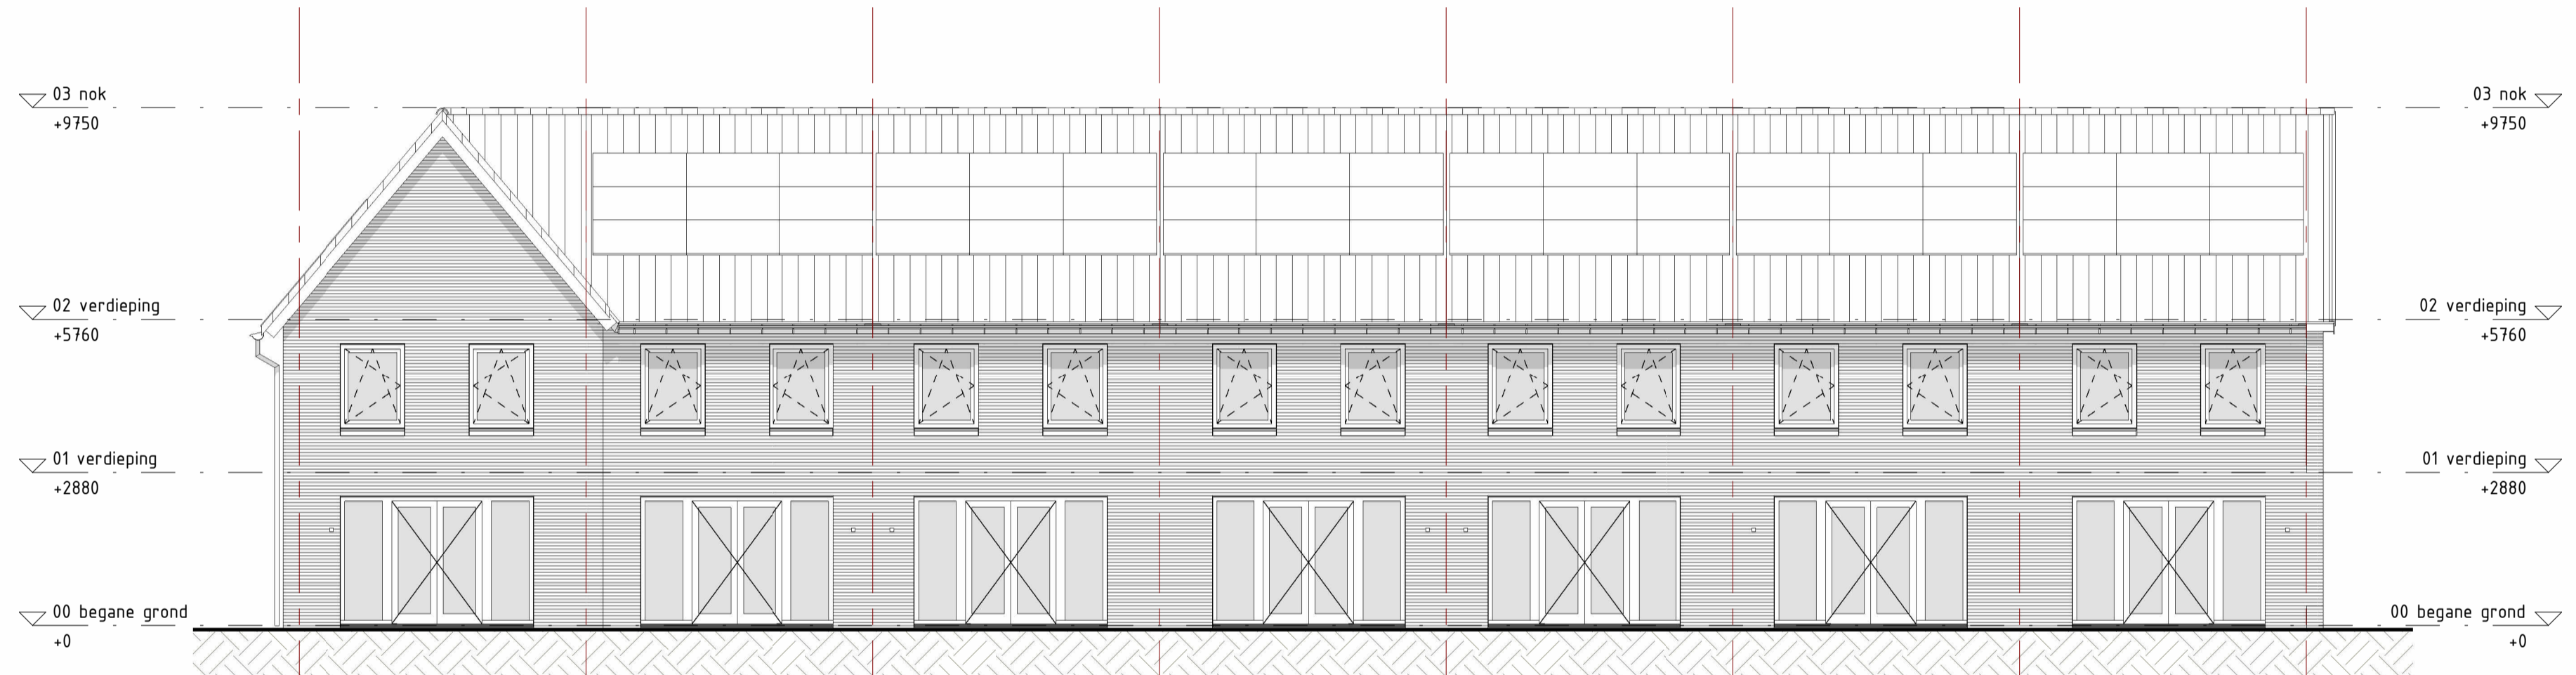 03 nok
+9750
03 nok
+9750
02 verdieping
+5760
02 verdieping
+5760
01 verdieping
+2880
01 verdieping
+2880
00 begane grond
+0
00 begane grond
+0